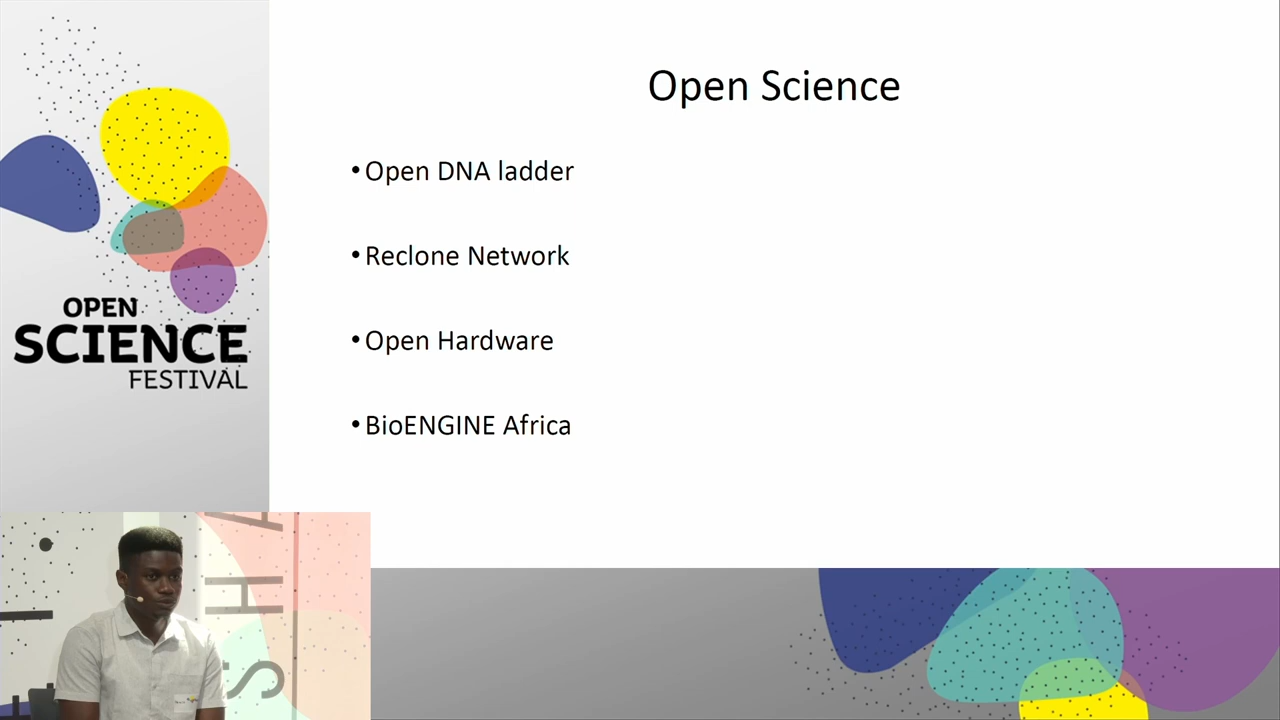 Open Science
• Open DNA ladder
• Reclone Network
• Open Hardware
• BioENGINE Africa
OPEN
SCIENCE
FESTIVAL